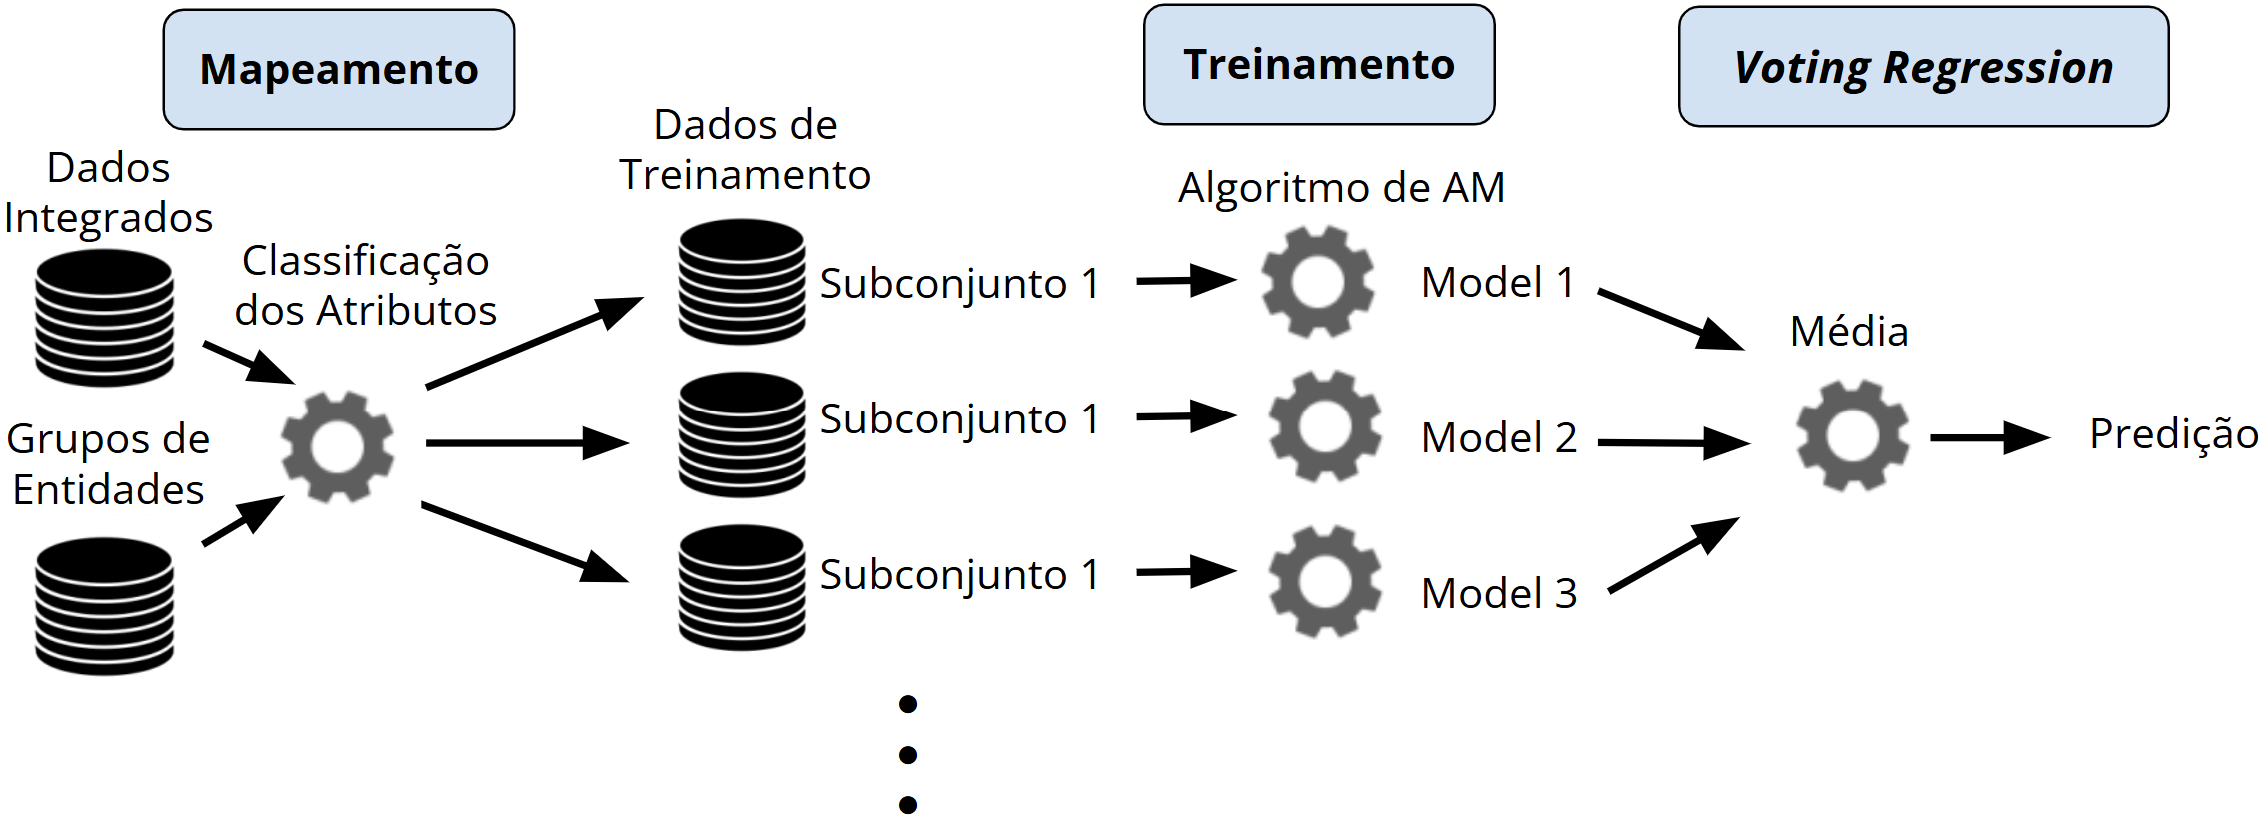 Mapeamento
Treinamento
Voting Regression
Dados
Integrados
Grupos de
Entidades
Classificação
dos Atributos
Dados de
Treinamento
Subconjunto 1
Subconjunto 1
Subconjunto 1
Algoritmo de AM
Model 1
Model 2
Model 3
Média
Predição